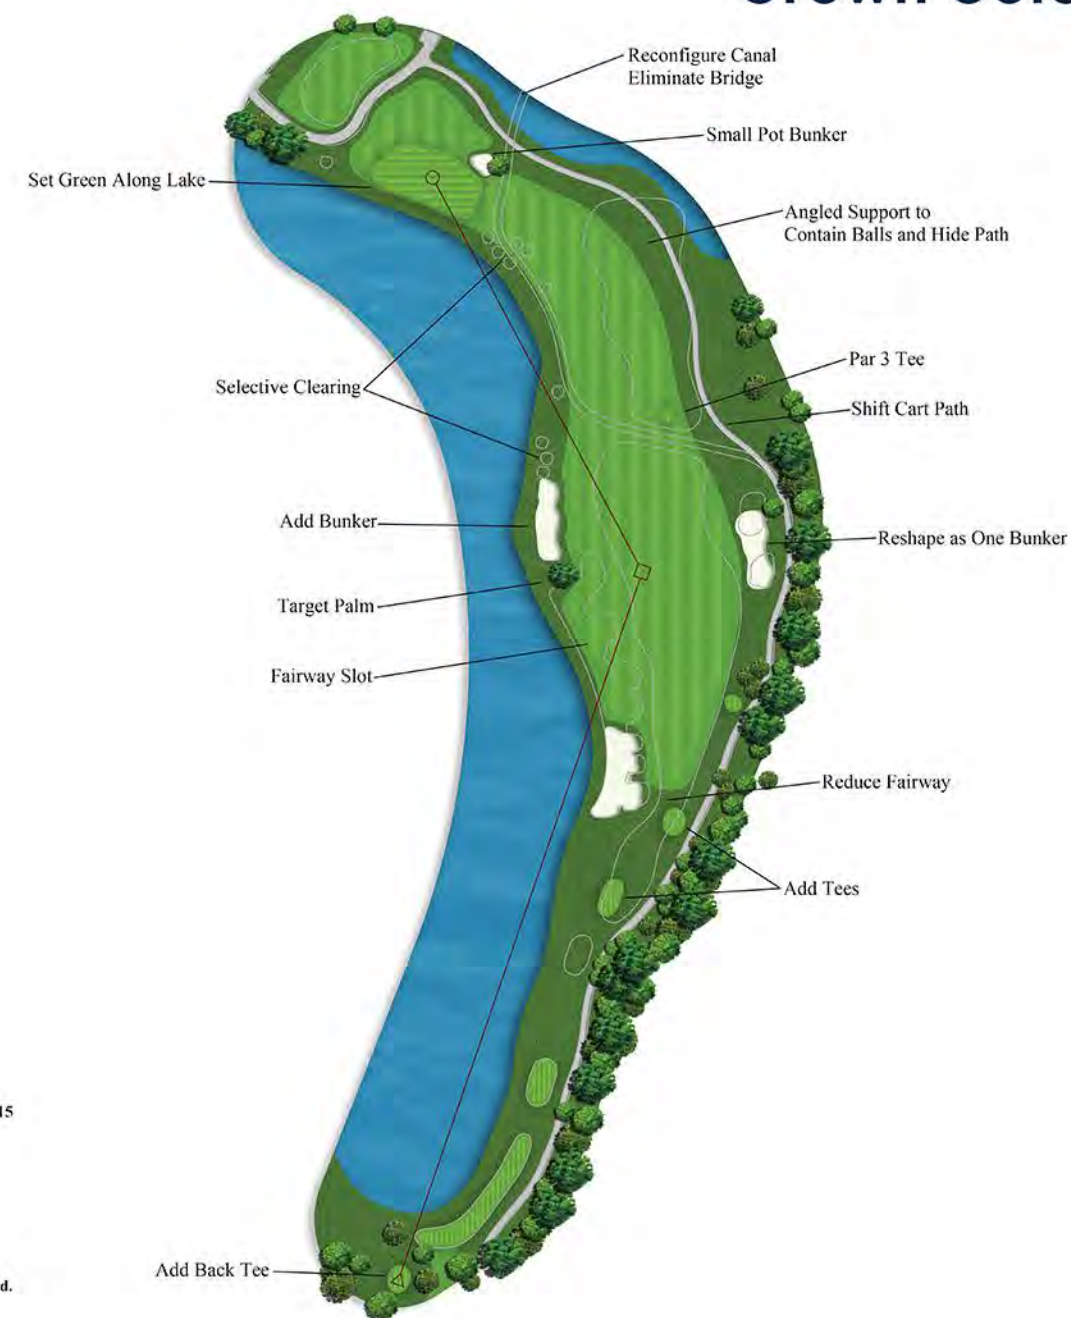 Reconfigure Canal
Eliminate Bridge
Small Pot Bunker
Set Green Along Lake
Angled Support to
Contain Balls and Hide Path
Par 3 Tee
Selective Clearing
Shift Cart Path
Add Bunker
Reshape as One Bunker
Target Palm
Fairway Slot
Reduce Fairway
Add Tees
15
Add Back Tee
d.